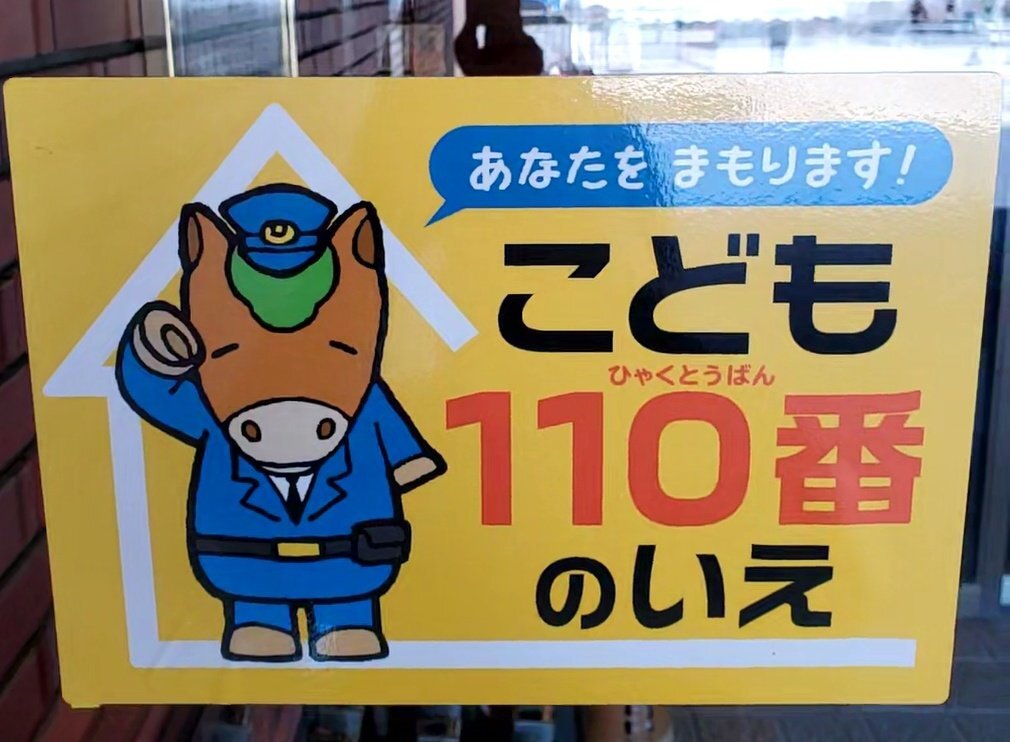 あなたを まもります!
こども
ひゃくとうばん
110番
のいえ